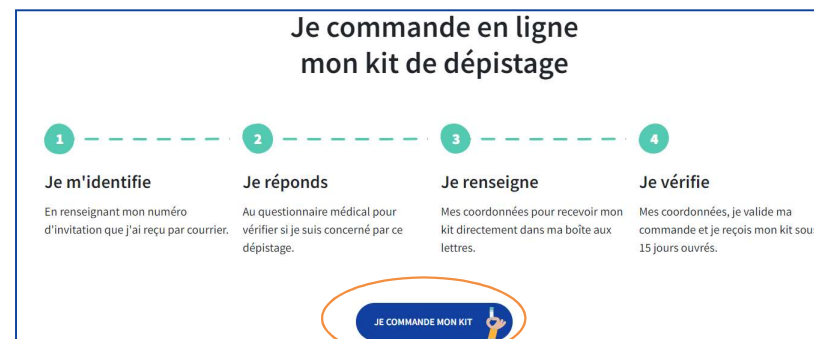 Je commande en ligne
mon kit de dépistage
1
2
3
4
Je m'identifie
En renseignant mon numéro
d'invitation que j'ai reçu par courrier.
Je réponds
Au questionnaire médical pour
vérifier si je suis concerné par ce
dépistage.
Je renseigne
Mes coordonnées pour recevoir mon
kit directement dans ma boîte aux
lettres.
Je vérifie
Mes coordonnées, je valide ma
commande et je reçois mon kit sous
15 jours ouvrés.
JE COMMANDE MON KIT